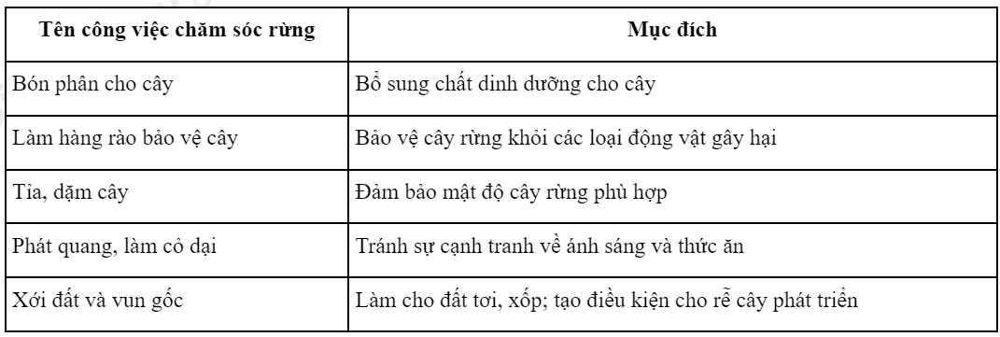 Tên công việc chăm sóc rừng
Mục đích
Bón phân cho cây
Bổ sung chất dinh dưỡng cho cây
Làm hàng rào bảo vệ cây
Bảo vệ cây rừng khỏi các loại động vật gây hại
Tỉa, dặm cây
Đảm bảo mật độ cây rừng phù hợp
Phát quang, làm cỏ dại
Tránh sự cạnh tranh về ánh sáng và thức ăn
Xới đất và vun gốc
Làm cho đất tơi, xốp; tạo điều kiện cho rễ cây phát triển